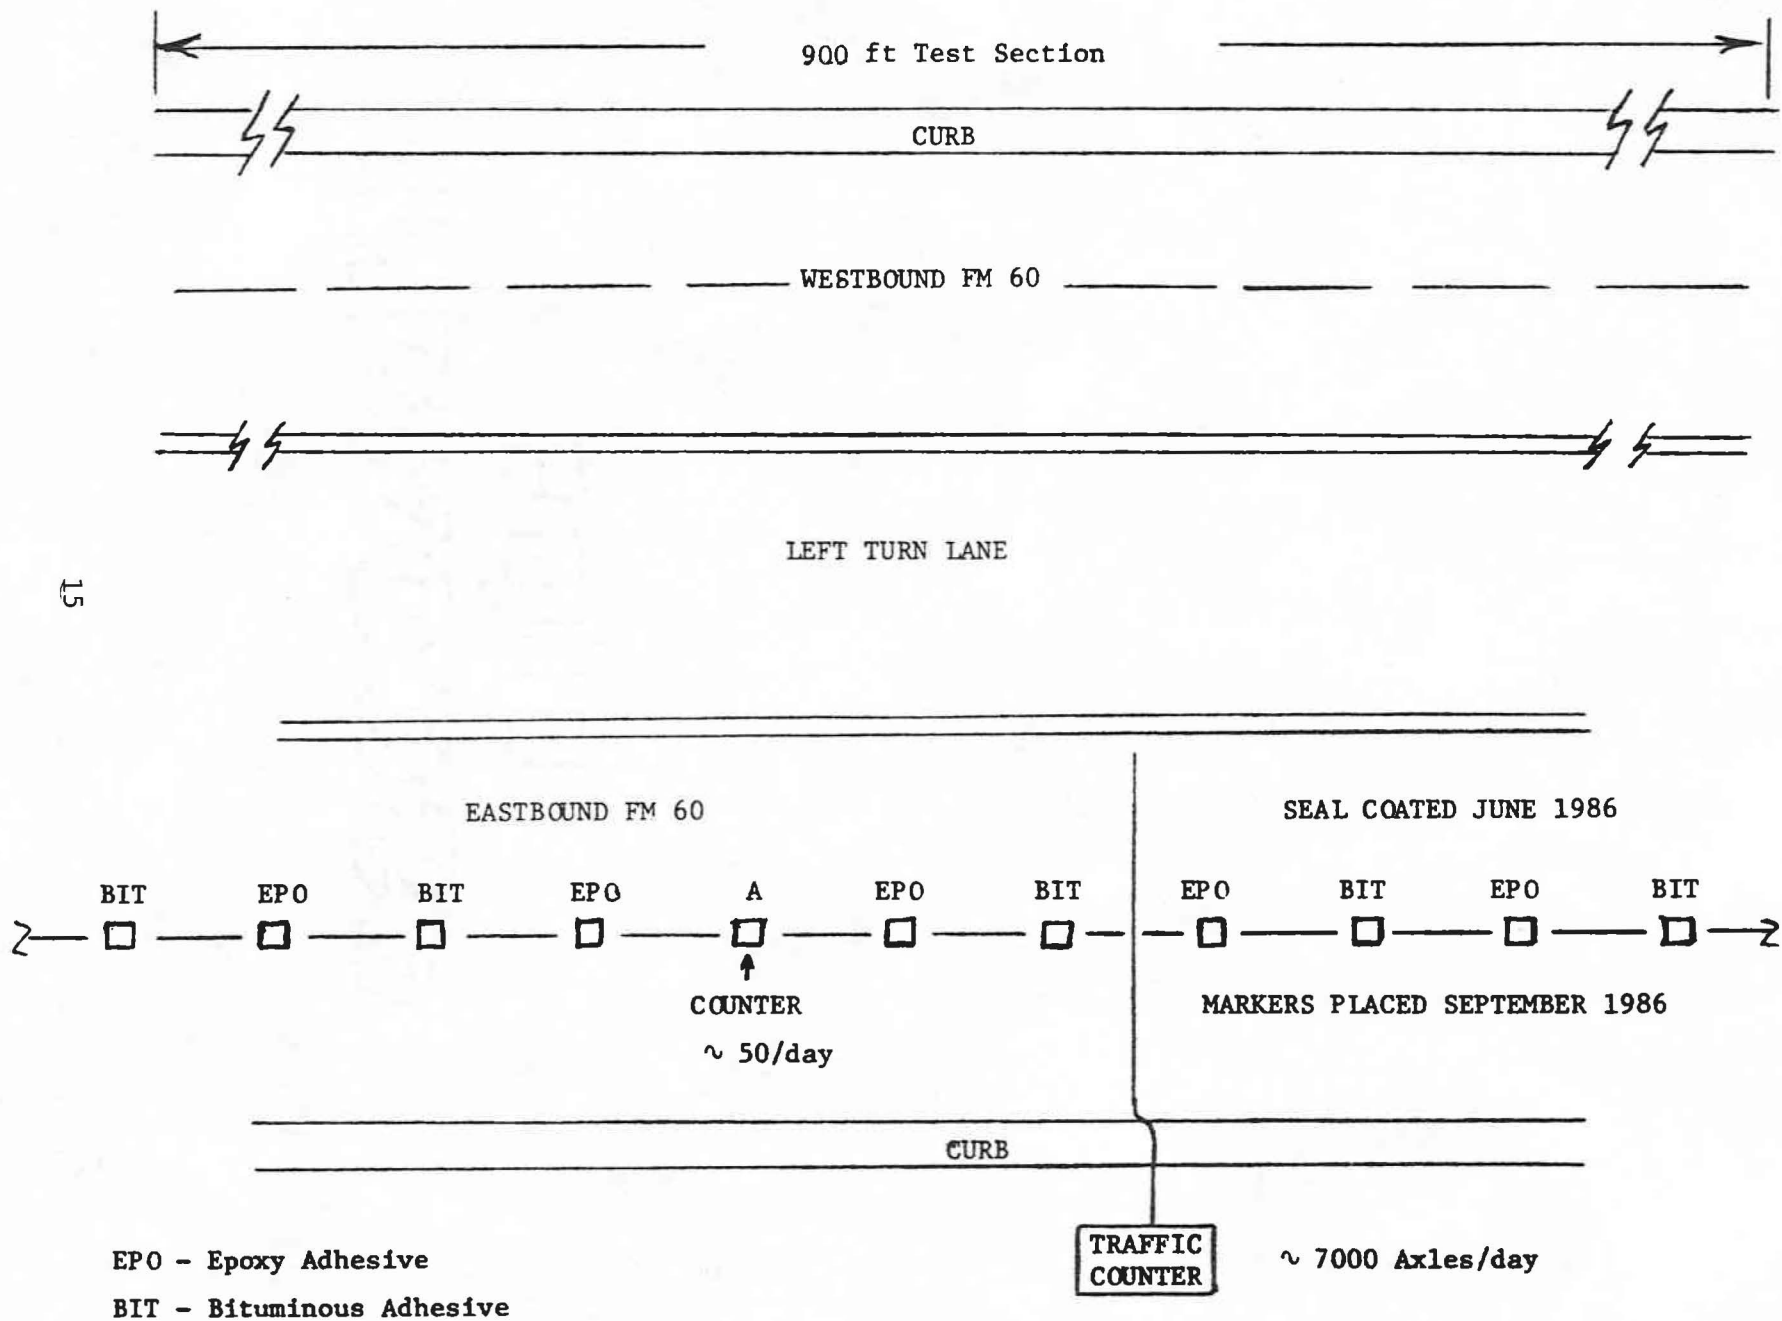 900 ft Test Section
CURB
WESTBOUND FM 60
LEFT TURN LANE
15
EASTBOUND FM 60
SEAL COATED JUNE 1986
BIT EPO BIT EPO A EPO BIT EPO BIT EPO BIT
COUNTER
~ 50/day
MARKERS PLACED SEPTEMBER 1986
CURB
TRAFFIC
COUNTER
~ 7000 Axles/day
EPO - Epoxy Adhesive
BIT - Bituminous Adhesive